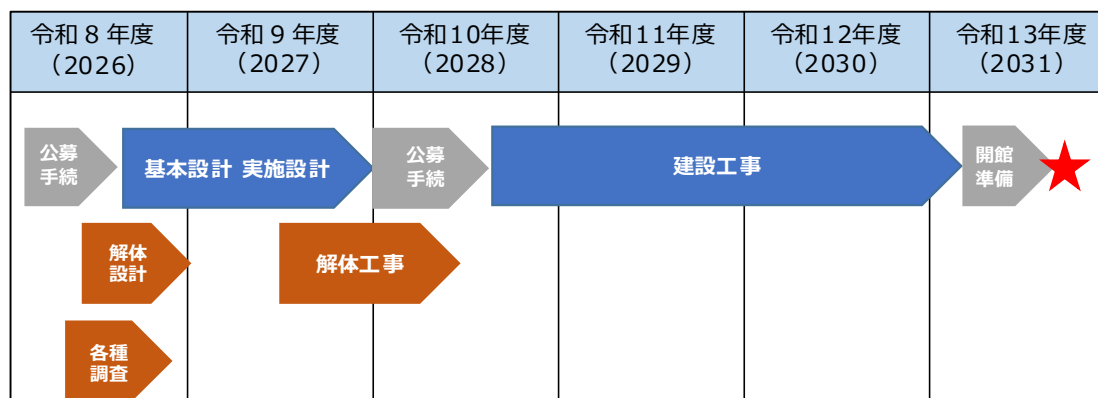 令和８年度
（2026）
令和９年度
（2027）
令和10年度
（2028）
令和11年度
（2029）
令和12年度
（2030）
令和13年度
（2031）
公募
手続
基本設計 実施設計
公募
手続
建設工事
開館
準備
解体
設計
解体工事
各種
調査